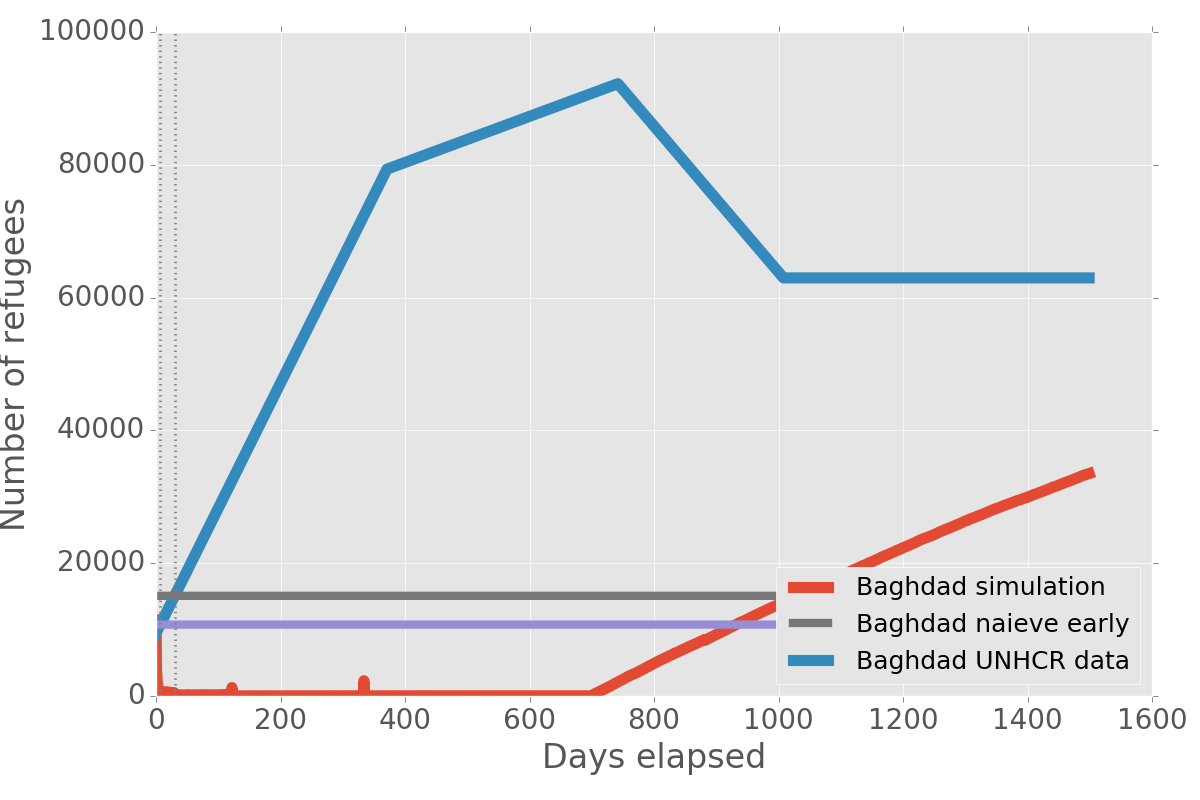 100000
80000
60000
40000
20000
0
Number of refugees
Baghdad simulation
Baghdad naieve early
Baghdad UNHCR data
0 200 400 600 800 1000 1200 1400 1600
Days elapsed